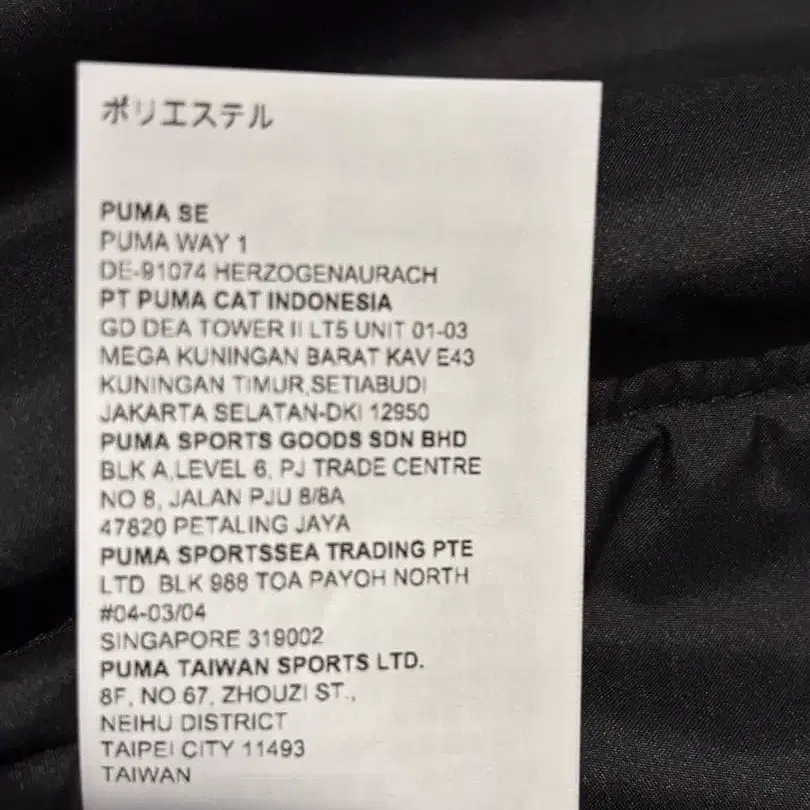 ポリエステル
PUMA SE
PUMA WAY 1
DE-91074 HERZOGENAURACH
PT PUMA CAT INDONESIA
GD DEA TOWER II LT5 UNIT 01-03
MEGA KUNINGAN BARAT KAV E43
KUNINGAN TIMUR,SETIABUDI
JAKARTA SELATAN-DKI 12950
PUMA SPORTS GOODS SDN BHD
BLK A,LEVEL 6, PJ TRADE CENTRE
NO 8, JALAN PJU 8/8A
47820 PETALING JAYA
PUMA SPORTSSEA TRADING PTE
LTD BLK 988 TOA PAYOH NORTH
#04-03/04
SINGAPORE 319002
PUMA TAIWAN SPORTS LTD.
8F, NO.67, ZHOUZI ST.,
NEIHU DISTRICT
TAIPEI CITY 11493
TAIWAN